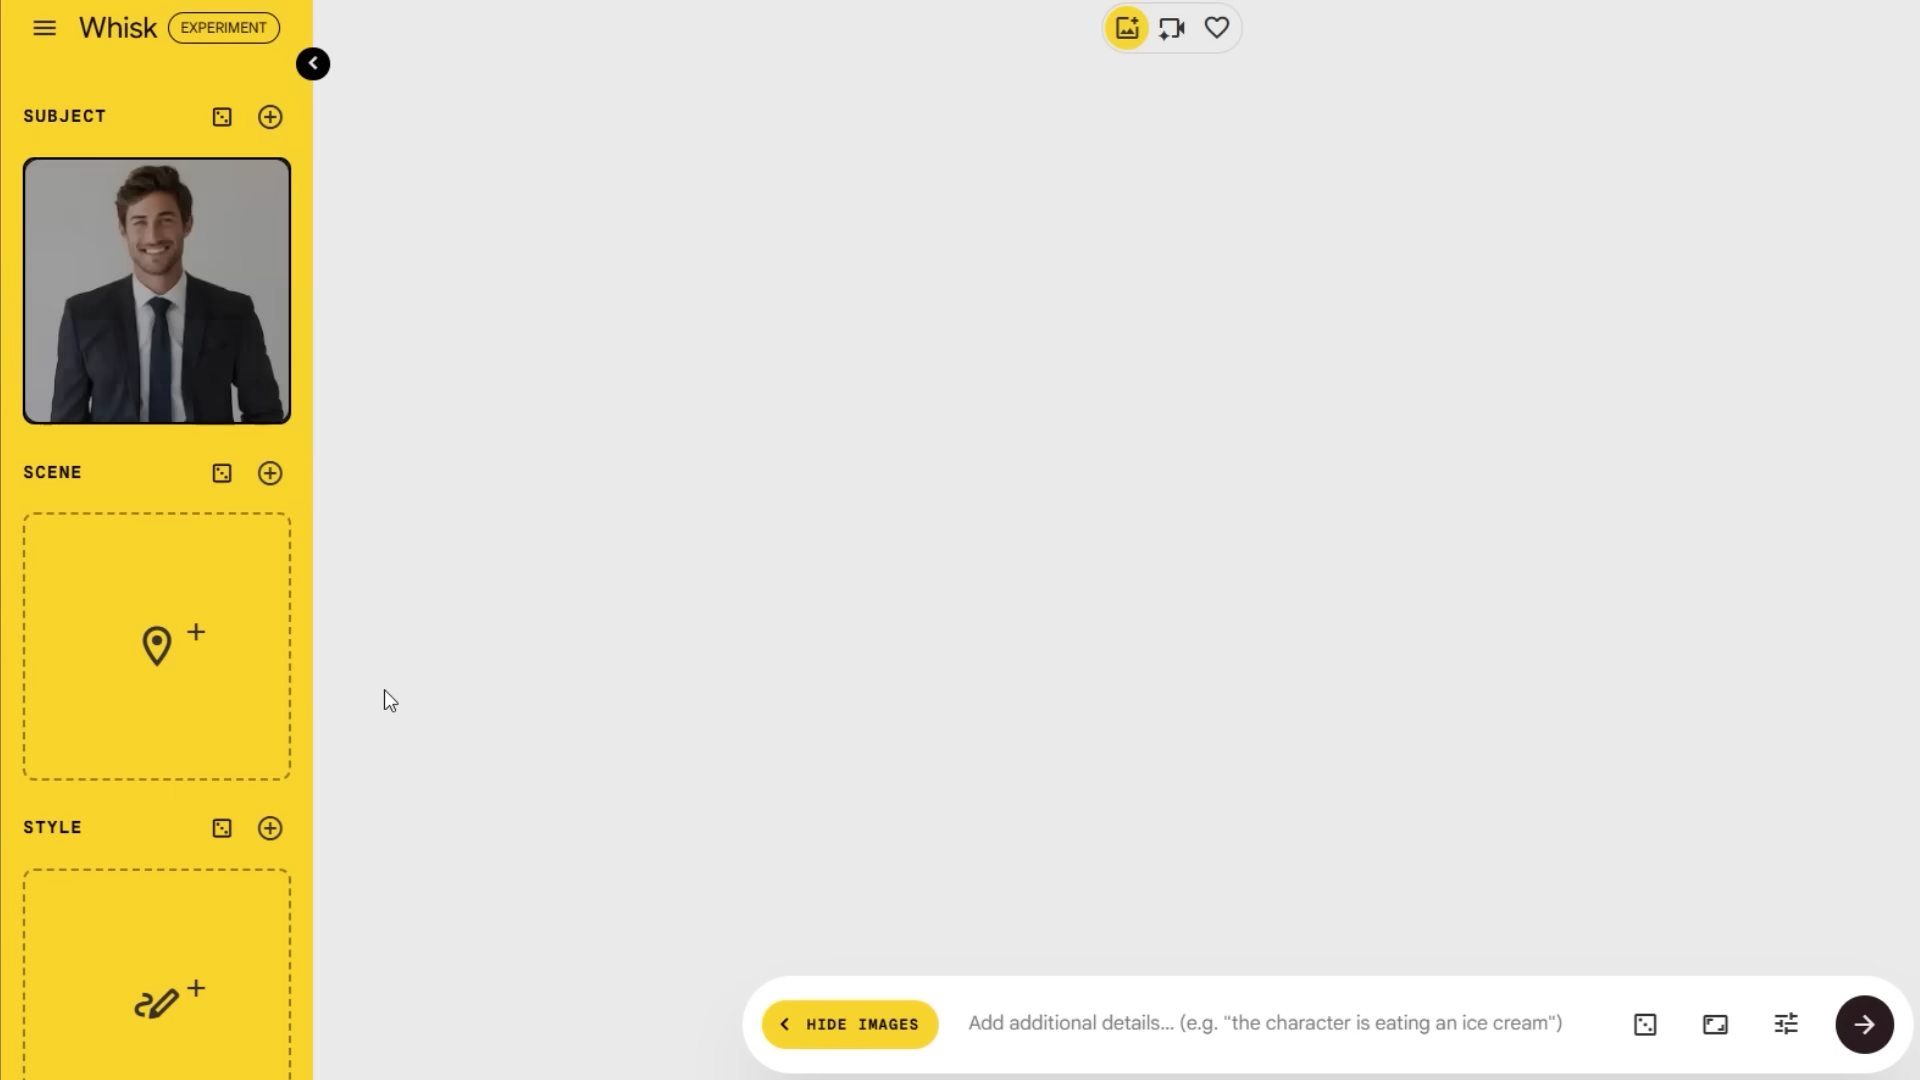 Whisk
EXPERIMENT
SUBJECT
SCENE
STYLE
HIDE IMAGES
Add additional details... (e.g. "the character is eating an ice cream")